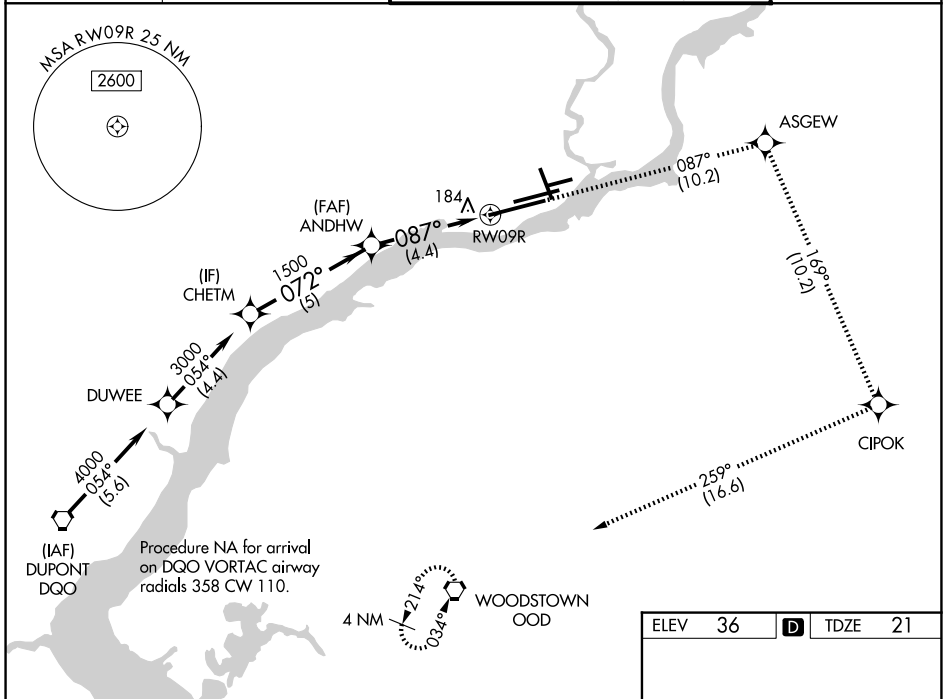 MSA RW09R 25 NM
2600
ASGEW
087°
(10.2)
184
RW09R
(FAF)
ANDHW
087°
(4.4)
1500
072°
(5)
(IF)
CHETM
169°
(10.2)
3000
054°
(4.4)
DUWEE
CIPOK
4000
054°
(5.6)
259°
(16.6)
(IAF)
DUPONT
DQO
Procedure NA for arrival
on DQO VORTAC airway
radials 358 CW 110.
4 NM
214°
034°
WOODSTOWN
OOD
ELEV 36 D TDZE 21